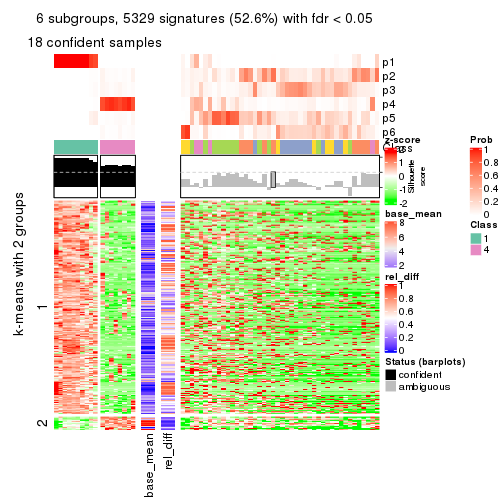 6 subgroups, 5329 signatures (52.6%) with fdr < 0.05
18 confident samples
p1
p2
p3
p4
p5
p6
Class
Silhouette
score
k-means with 2 groups
1
2
base_mean
rel_diff
z-score
2
1
0
-1
-2
base_mean
8
6
4
2
rel_diff
1
0.8
0.6
0.4
0.2
0
Status (barplots)
confident
ambiguous
Prob
1
0.8
0.6
0.4
0.2
0
Class
1
4